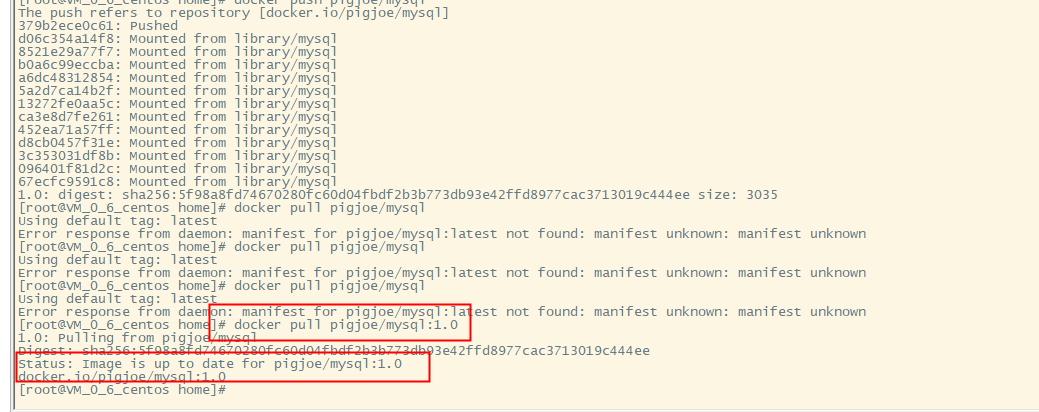 [root@VM_0_6_centos home]# docker push pigjoe/mysql
The push refers to repository [docker.io/pigjoe/mysql]
379b2ece0c61: Pushed
d06c354a14f8: Mounted from library/mysql
8521e29a77f7: Mounted from library/mysql
b0a6c99eccba: Mounted from library/mysql
a6dc48312854: Mounted from library/mysql
5a2d7ca14b2f: Mounted from library/mysql
13272fe0aa5c: Mounted from library/mysql
ca3e8d7fe261: Mounted from library/mysql
452ea71a57ff: Mounted from library/mysql
d8cb0457f31e: Mounted from library/mysql
3c353031df8b: Mounted from library/mysql
096401f81d2c: Mounted from library/mysql
67ecfc9591c8: Mounted from library/mysql
1.0: digest: sha256:5f98a8fd74670280fc60d04fbdf2b3b773db93e42ffd8977cac3713019c444ee size: 3035
[root@VM_0_6_centos home]# docker pull pigjoe/mysql
Using default tag: latest
Error response from daemon: manifest for pigjoe/mysql:latest not found: manifest unknown: manifest unknown
[root@VM_0_6_centos home]# docker pull pigjoe/mysql
Using default tag: latest
Error response from daemon: manifest for pigjoe/mysql:latest not found: manifest unknown: manifest unknown
[root@VM_0_6_centos home]# docker pull pigjoe/mysql
Using default tag: latest
Error response from daemon: manifest for pigjoe/mysql:latest not found: manifest unknown: manifest unknown
[root@VM_0_6_centos home]# docker pull pigjoe/mysql:1.0
1.0: Pulling from pigjoe/mysql
Digest: sha256:5f98a8fd74670280fc60d04fbdf2b3b773db93e42ffd8977cac3713019c444ee
Status: Image is up to date for pigjoe/mysql:1.0
docker.io/pigjoe/mysql:1.0
[root@VM_0_6_centos home]#